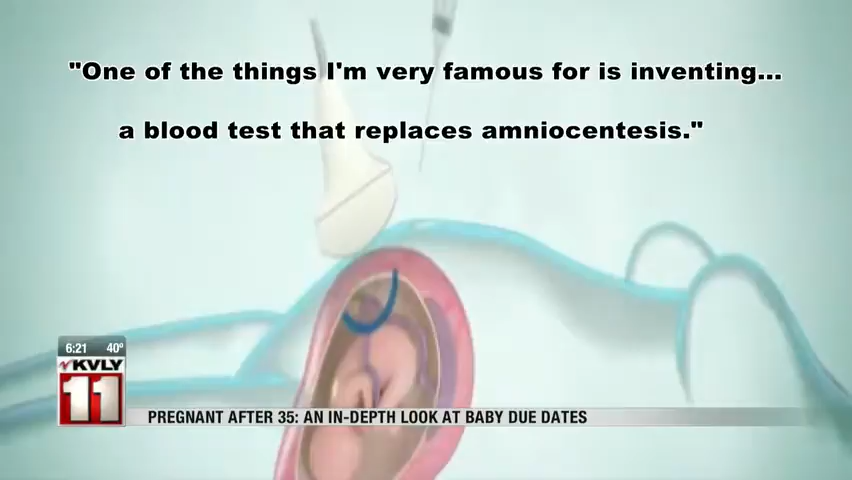 "One of the things I'm very famous for is inventing...
a blood test that replaces amniocentesis."
6:21 40°
KVLY
11
PREGNANT AFTER 35: AN IN-DEPTH LOOK AT BABY DUE DATES